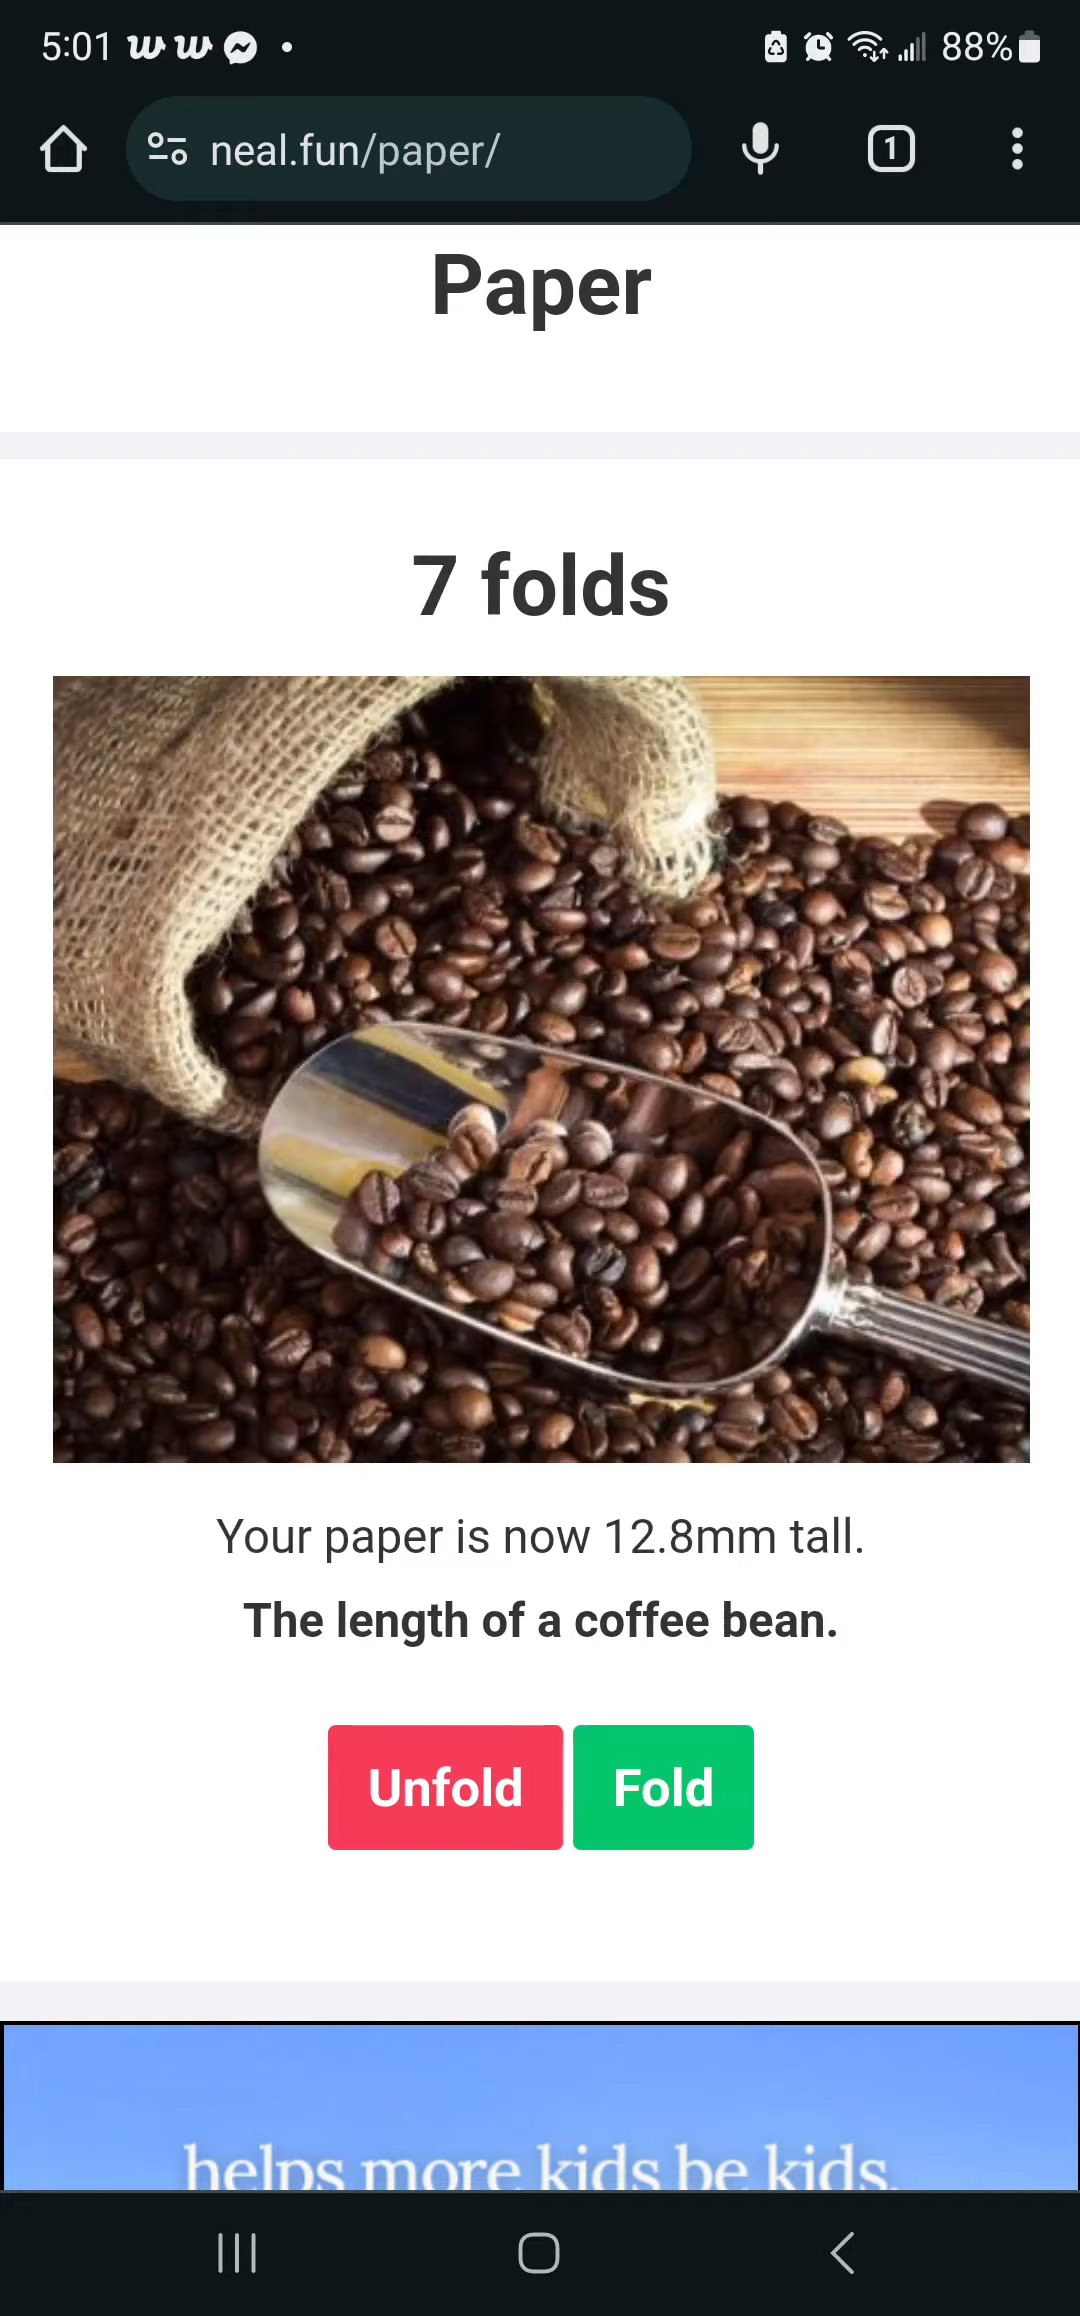 5:01 88%
neal.fun/paper/ 1
Paper
7 folds
Your paper is now 12.8mm tall.
The length of a coffee bean.
Unfold Fold
helps more kids be kids.